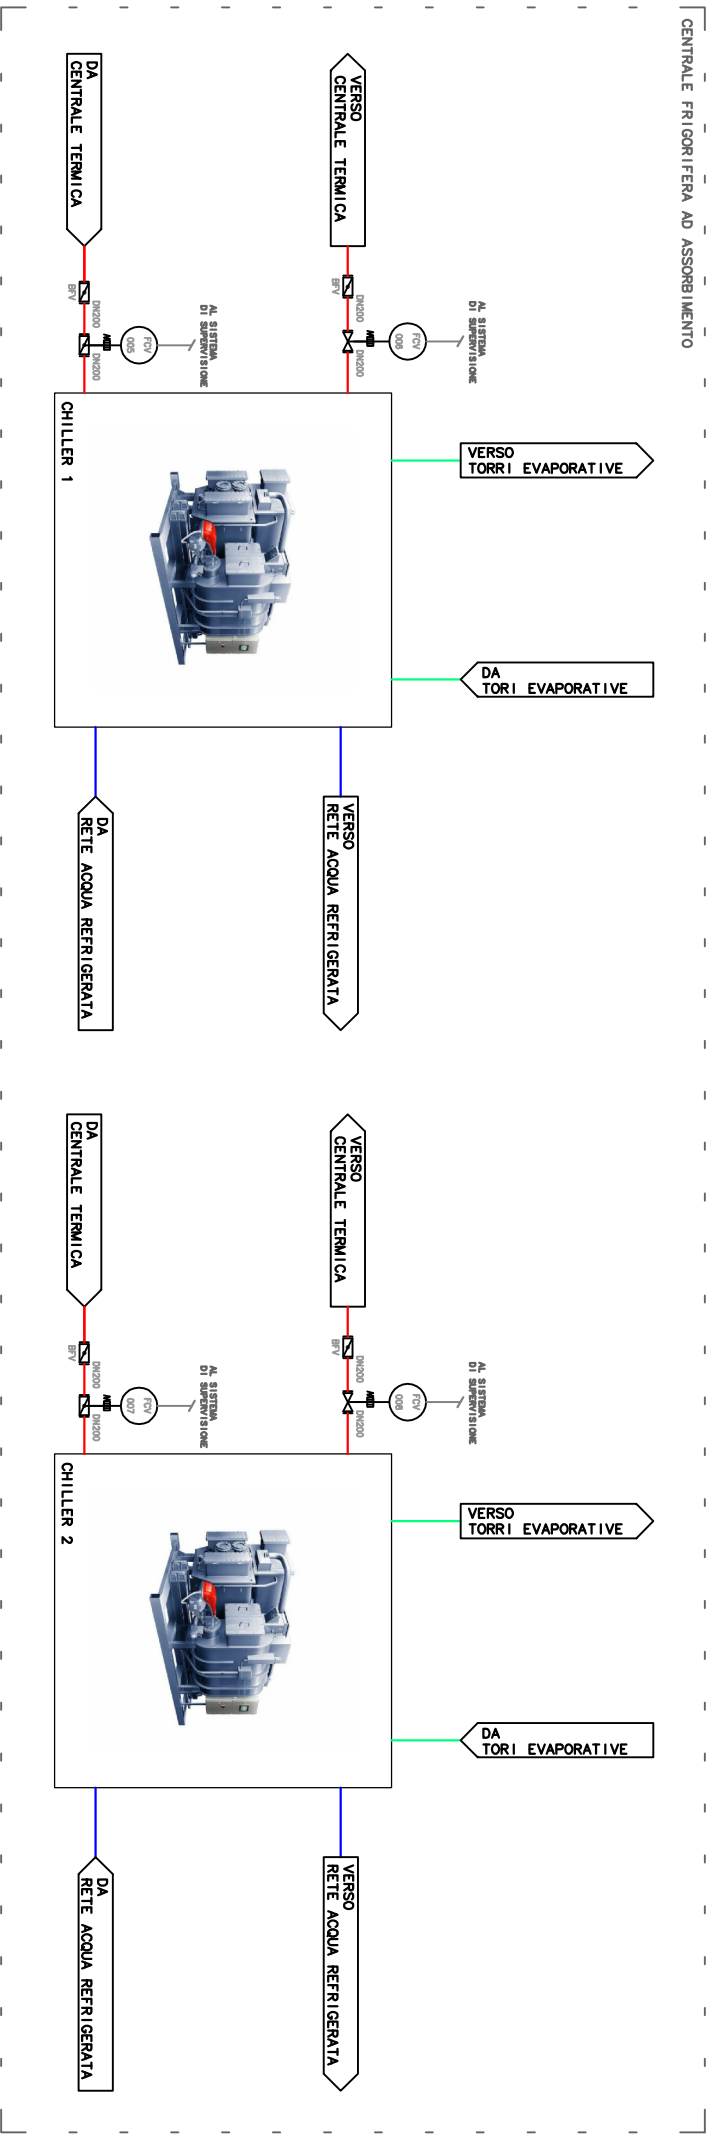 CENTRALE FRIGORIFERA AD ASSORBIMENTO
VERSO
CENTRALE TERMICA
BFV
DN200
DN200
FCV
006
AL SISTEMA
DI SUPERVISIONE
DA
CENTRALE TERMICA
BFV
DN200
DN200
FCV
005
AL SISTEMA
DI SUPERVISIONE
VERSO
TORRI EVAPORATIVE
DA
TORI EVAPORATIVE
CHILLER 1
VERSO
RETE ACQUA REFRIGERATA
DA
RETE ACQUA REFRIGERATA
VERSO
CENTRALE TERMICA
BFV
DN200
DN200
FCV
008
AL SISTEMA
DI SUPERVISIONE
DA
CENTRALE TERMICA
BFV
DN200
DN200
FCV
007
AL SISTEMA
DI SUPERVISIONE
VERSO
TORRI EVAPORATIVE
DA
TORI EVAPORATIVE
CHILLER 2
VERSO
RETE ACQUA REFRIGERATA
DA
RETE ACQUA REFRIGERATA